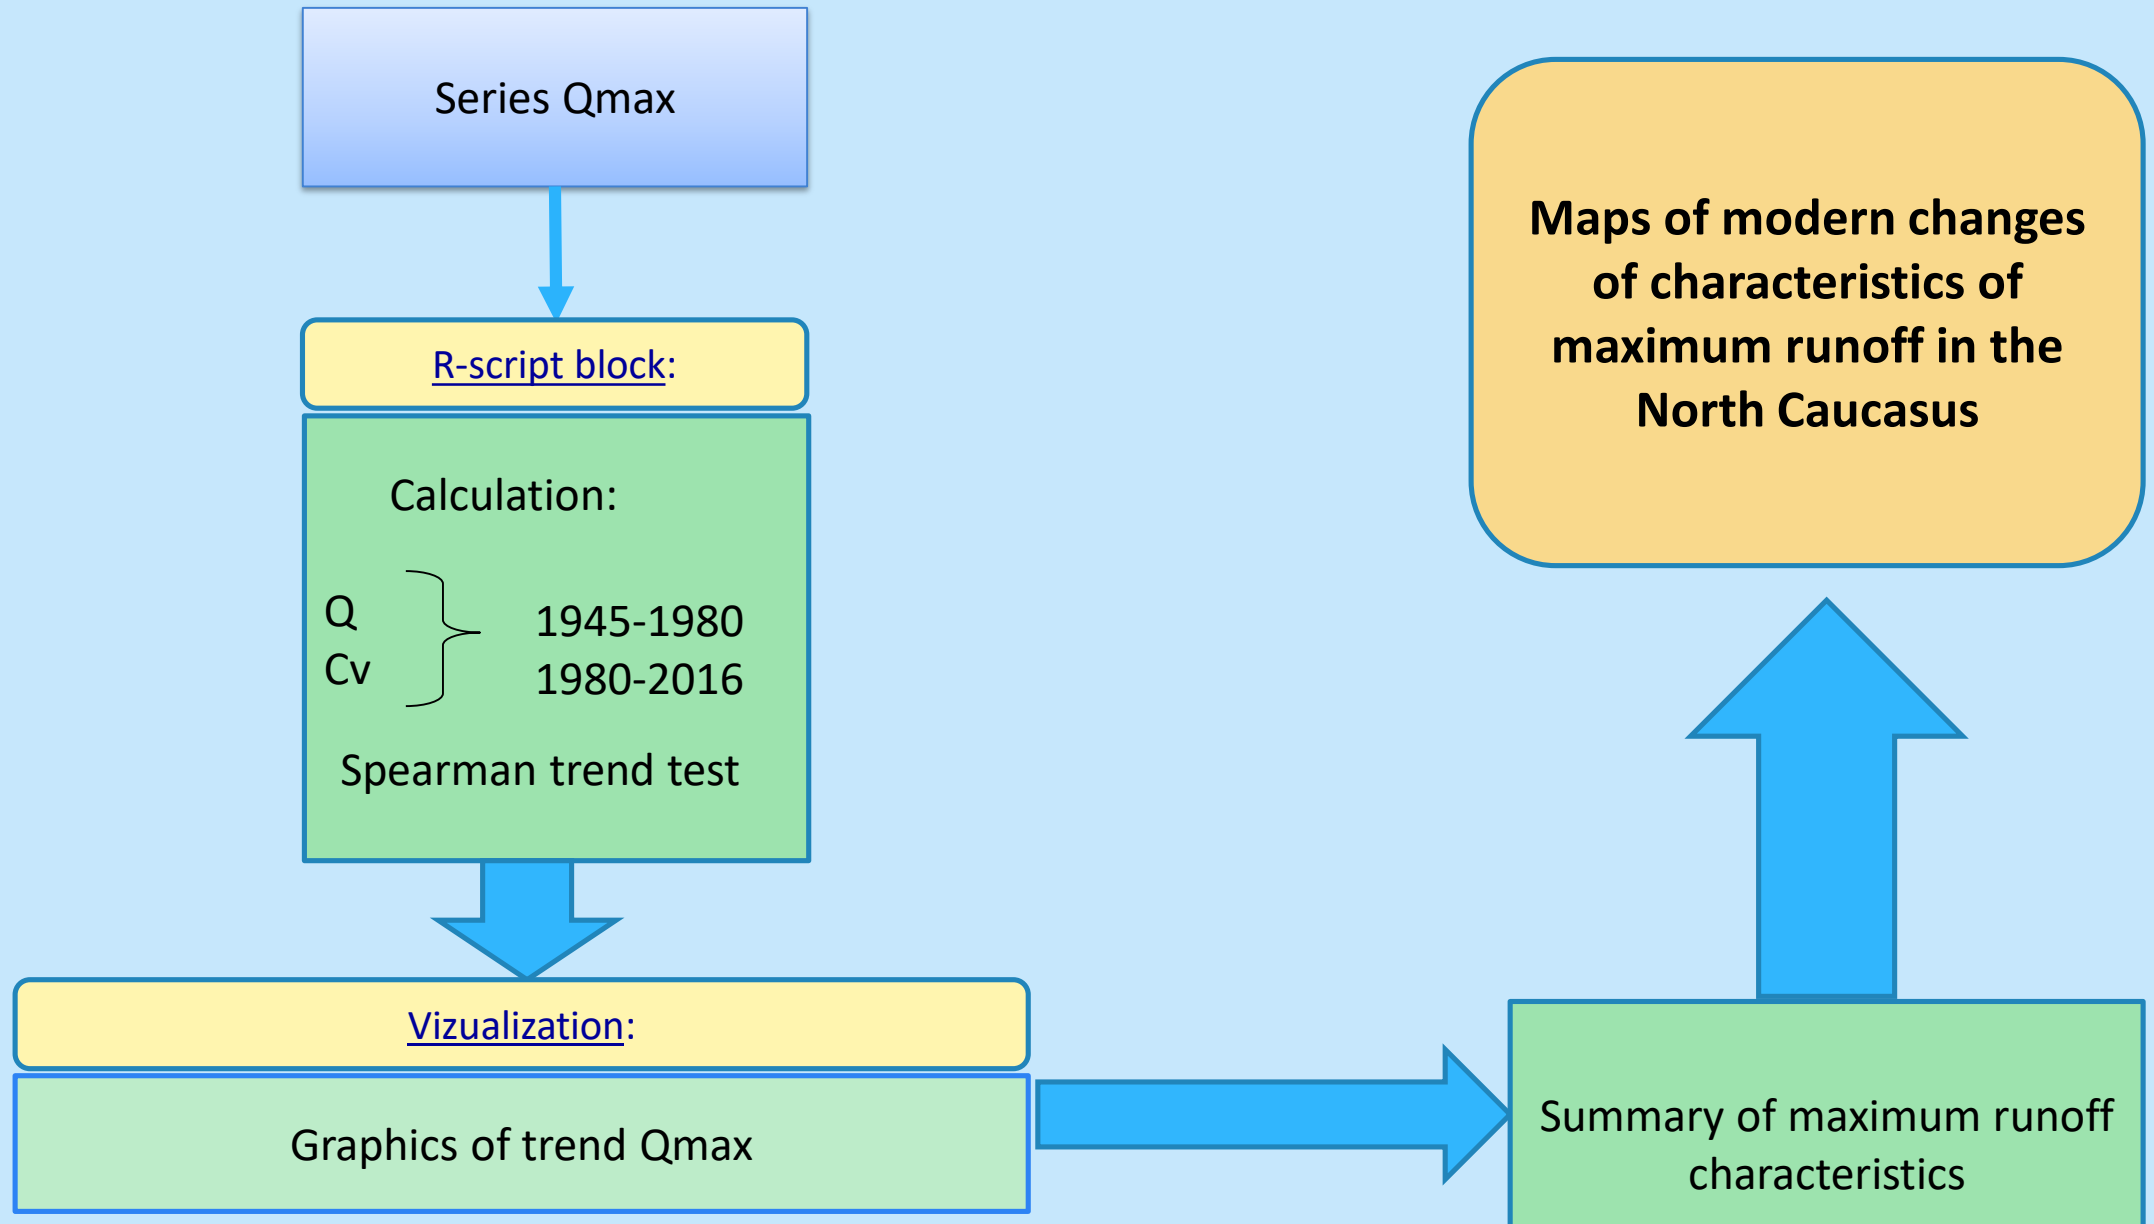 Series Qmax
R-script block:
Calculation:
Q
Cv
1945-1980
1980-2016
Spearman trend test
Vizualization:
Graphics of trend Qmax
Summary of maximum runoff
characteristics
Maps of modern changes
of characteristics of
maximum runoff in the
North Caucasus